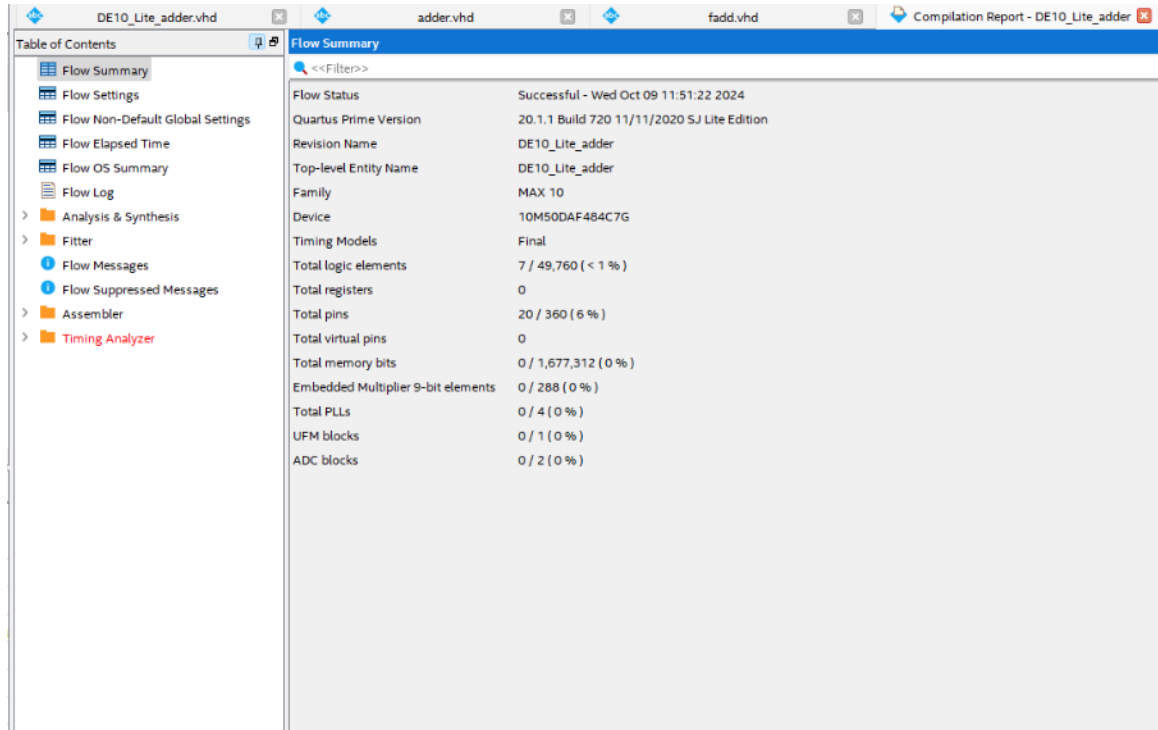 DE10_Lite_adder.vhd
adder.vhd
fadd.vhd
Compilation Report - DE10_Lite_adder
Table of Contents
Flow Summary
Flow Settings
Flow Non-Default Global Settings
Flow Elapsed Time
Flow OS Summary
Flow Log
Analysis & Synthesis
Fitter
Flow Messages
Flow Suppressed Messages
Assembler
Timing Analyzer
Flow Summary
<<Filter>>
Flow Status Successful - Wed Oct 09 11:51:22 2024
Quartus Prime Version 20.1.1 Build 720 11/11/2020 SJ Lite Edition
Revision Name DE10_Lite_adder
Top-level Entity Name DE10_Lite_adder
Family MAX 10
Device 10M50DAF484C7G
Timing Models Final
Total logic elements 7 / 49,760 ( < 1 % )
Total registers 0
Total pins 20 / 360 ( 6 % )
Total virtual pins 0
Total memory bits 0 / 1,677,312 ( 0 % )
Embedded Multiplier 9-bit elements 0 / 288 ( 0 % )
Total PLLs 0 / 4 ( 0 % )
UFM blocks 0 / 1 ( 0 % )
ADC blocks 0 / 2 ( 0 % )